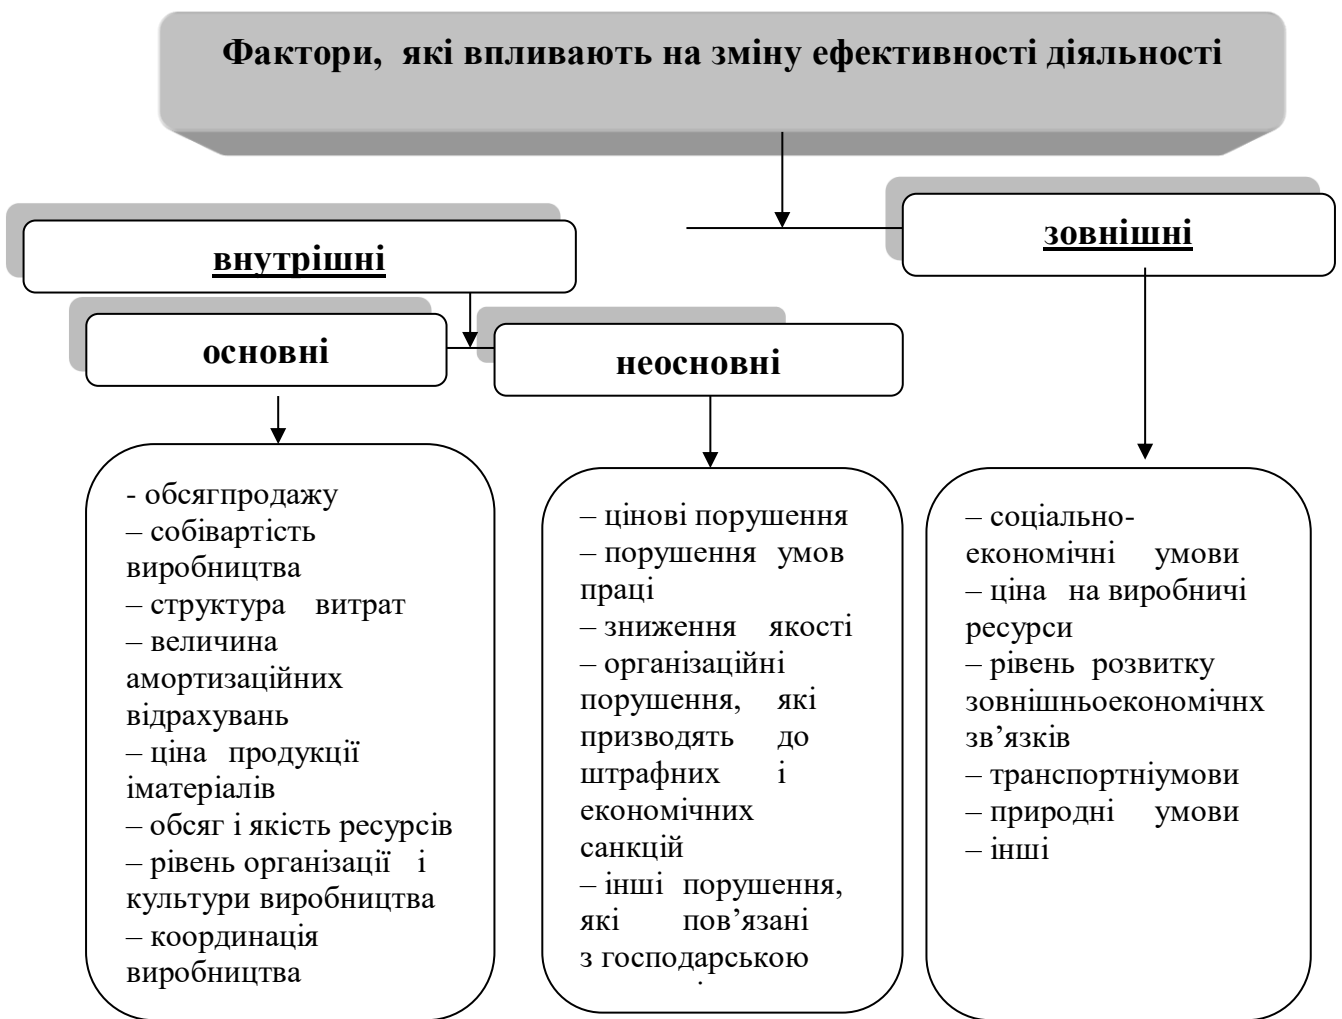 Фактори, які впливають на зміну ефективності діяльності
внутрішні
зовнішні
основні
неосновні
- обсягпродажу
– собівартість
виробництва
– структура витрат
– величина
амортизаційних
відрахувань
– ціна продукції
іматеріалів
– обсяг і якість ресурсів
– рівень організації і
культури виробництва
– координація
виробництва
– цінові порушення
– порушення умов
праці
– зниження якості
– організаційні
порушення, які
призводять до
штрафних і
економічних
санкцій
– інші порушення,
які пов’язані
з господарською
– соціально-
економічні умови
– ціна на виробничі
ресурси
– рівень розвитку
зовнішньоекономічнх
зв’язків
– транспортніумови
– природні умови
– інші